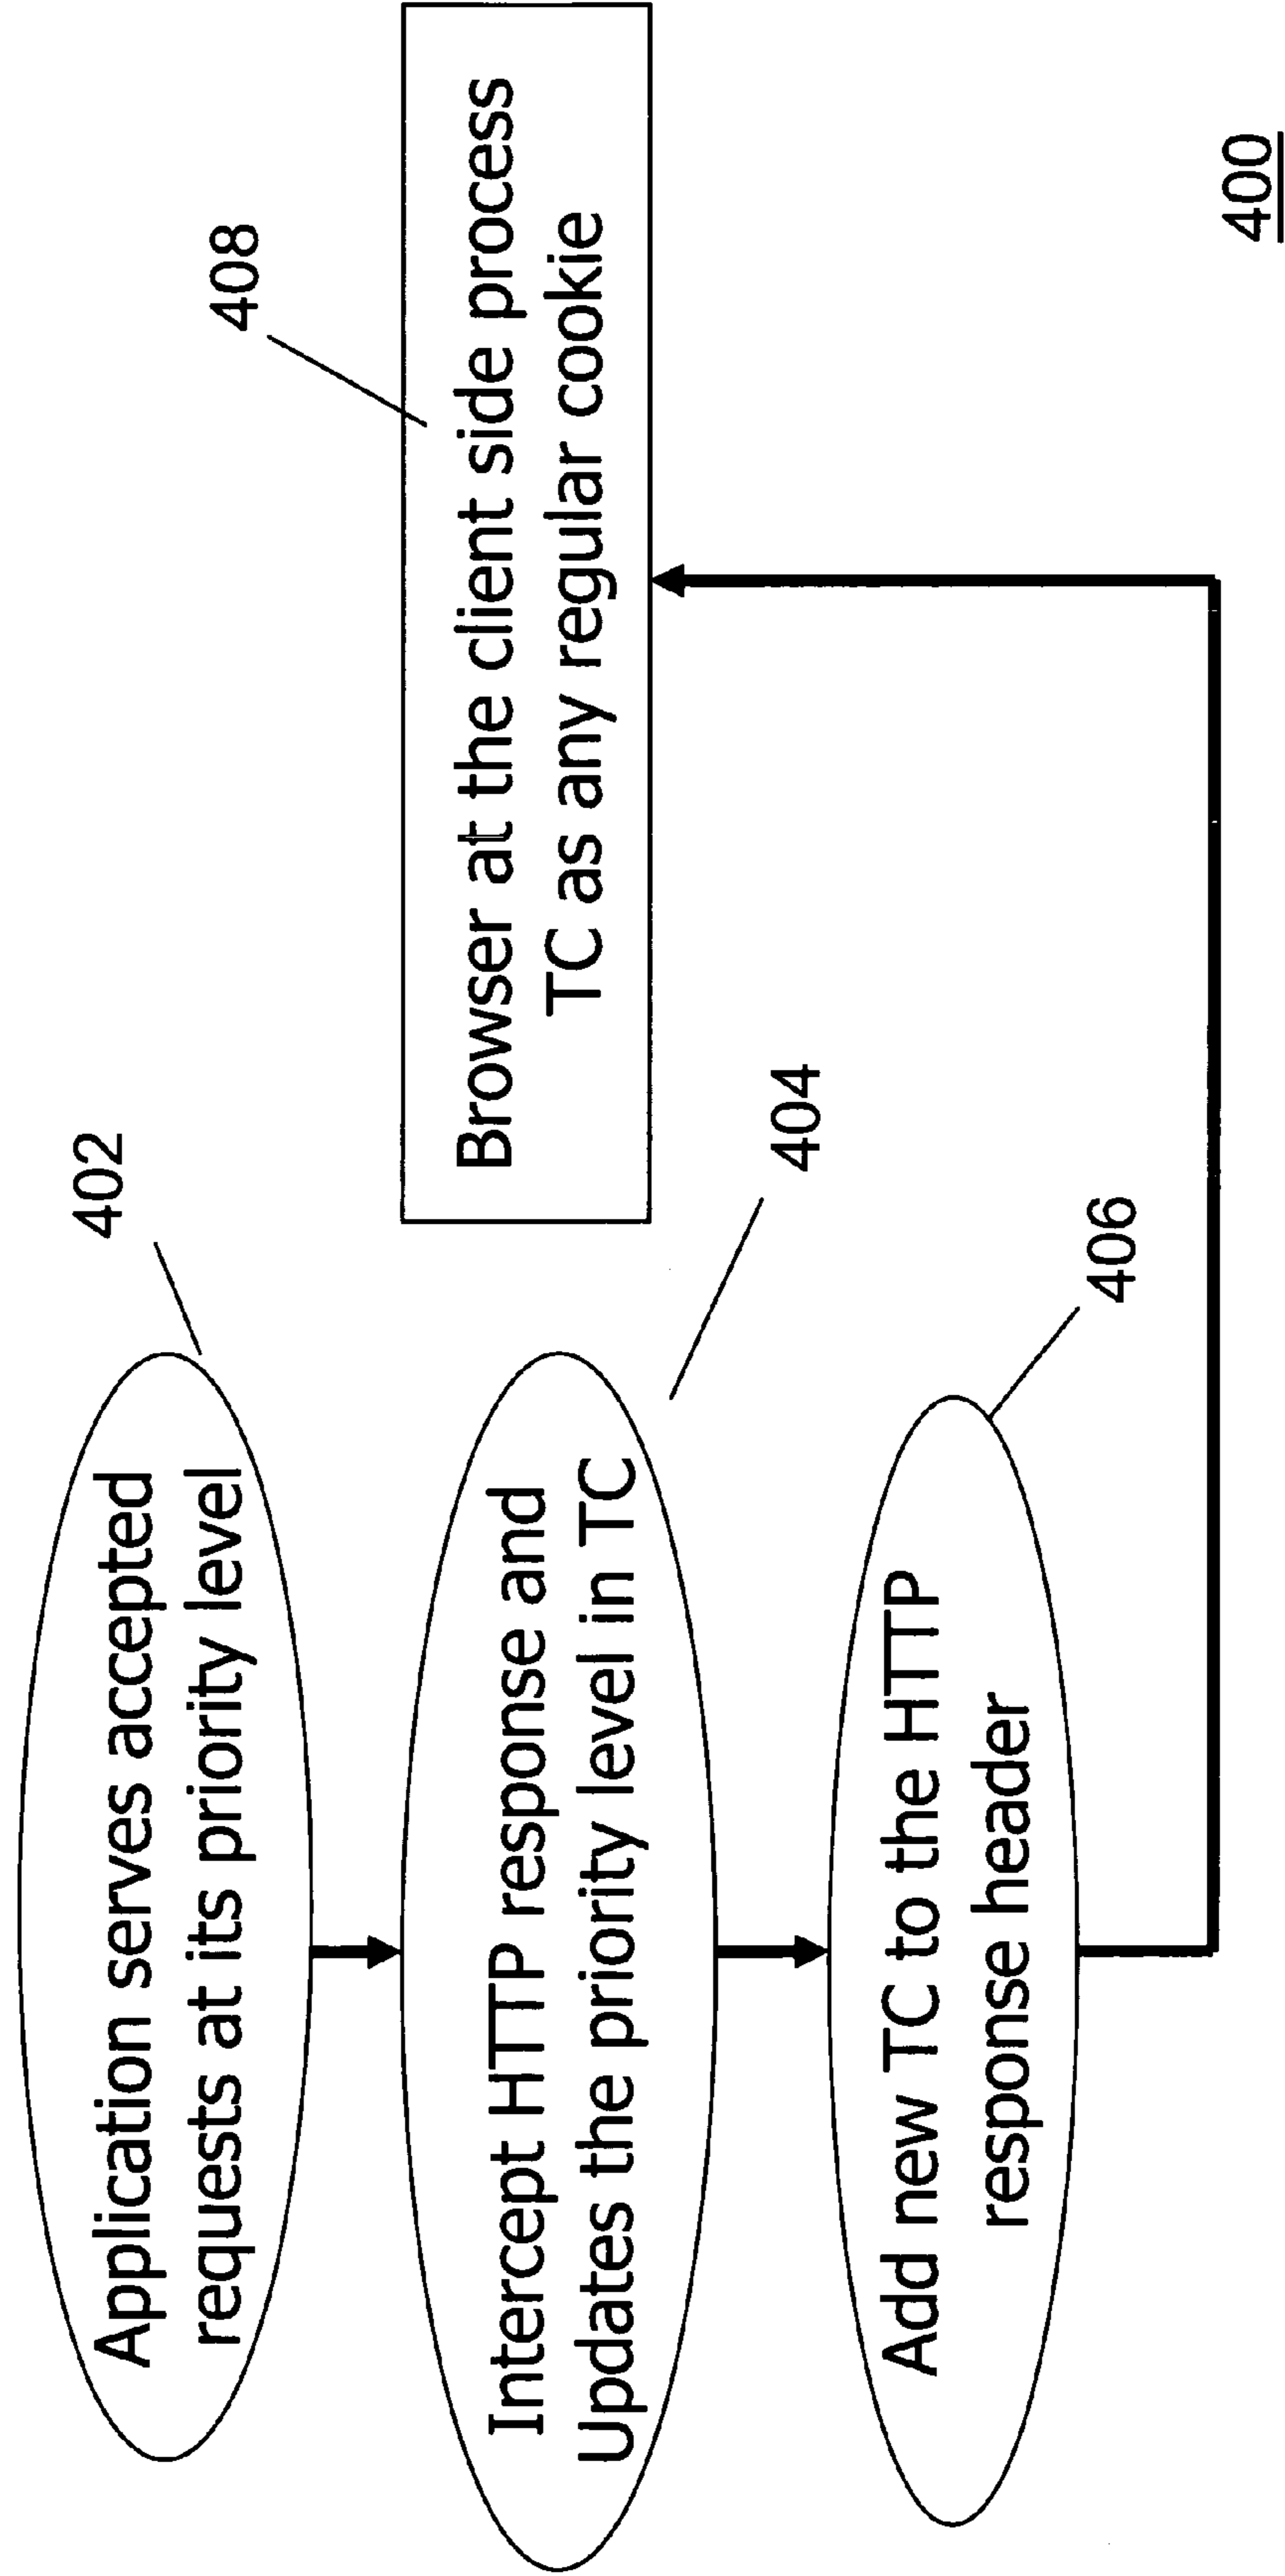 402
Application serves accepted
requests at its priority level
408
Browser at the client side process
TC as any regular cookie
Intercept HTTP response and
Updates the priority level in TC
404
Add new TC to the HTTP
response header
406
400